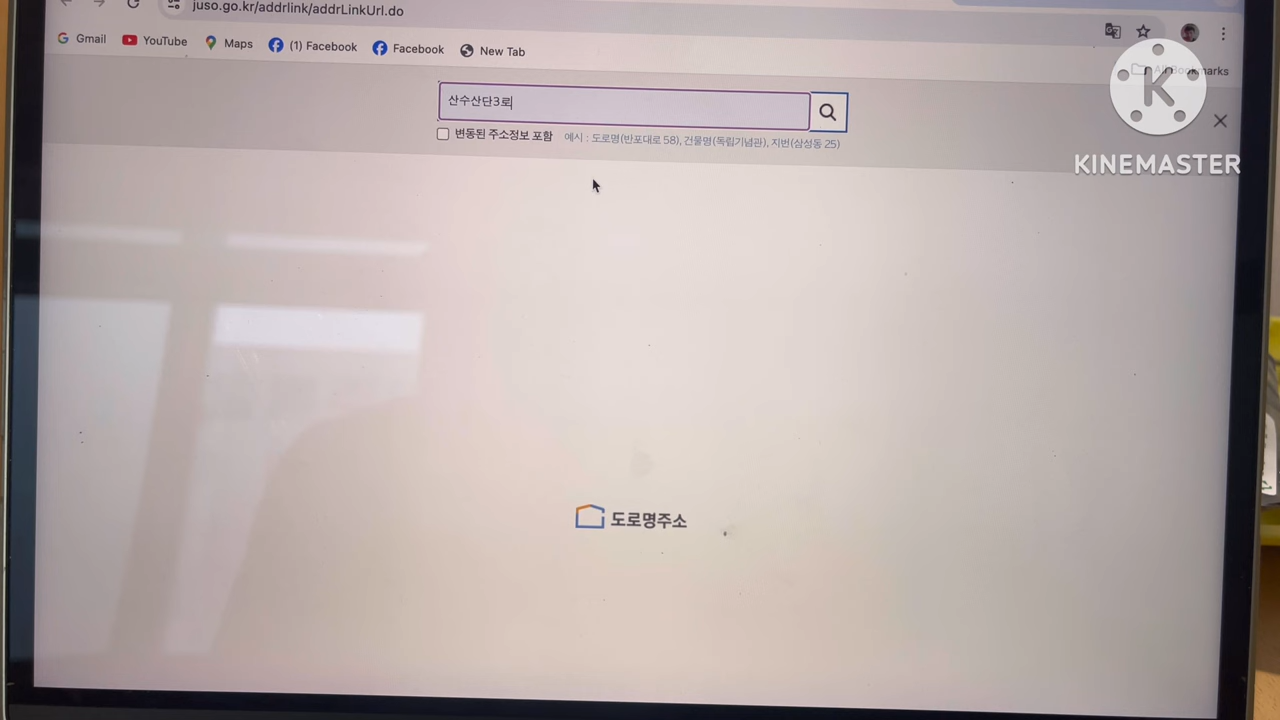 juso.go.kr/addrlink/addrLinkUrl.do
Gmail YouTube Maps (1) Facebook Facebook New Tab
All Bookmarks
산수산단3로
변동된 주소정보 포함 예시 : 도로명(반포대로 58), 건물명(독립기념관), 지번(삼성동 25)
K
KINEMASTER
도로명주소